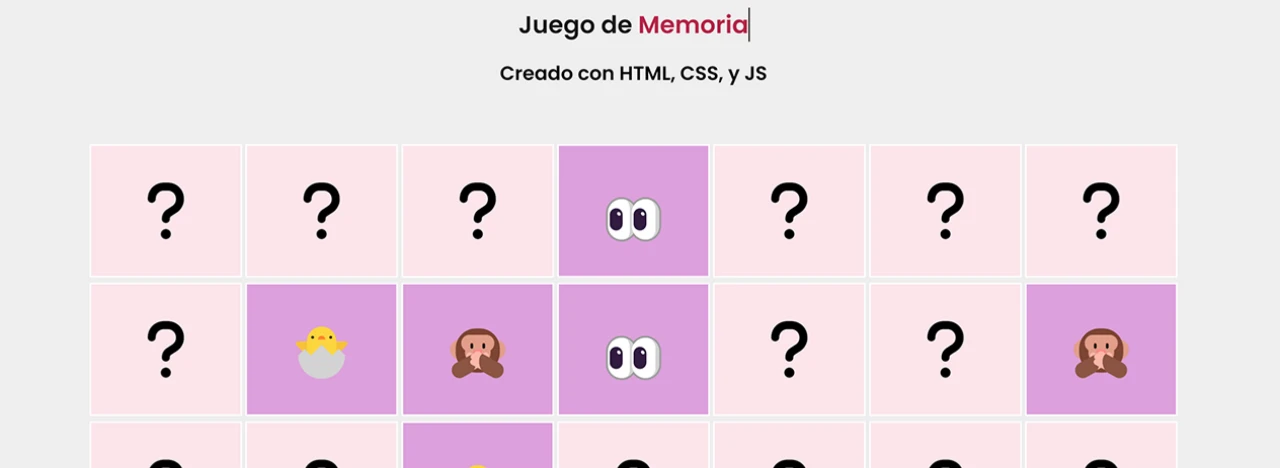 Juego de Memoria
Creado con HTML, CSS, y JS
? ? ? ? ? ?
? ? ?